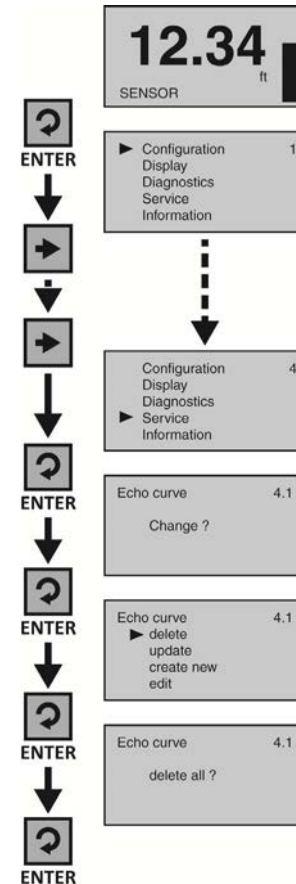 12.34
ft
SENSOR
ENTER
Configuration 1
Display
Diagnostics
Service
Information
Configuration 4
Display
Diagnostics
Service
Information
ENTER
Echo curve 4.1
Change ?
ENTER
Echo curve 4.1
delete
update
create new
edit
ENTER
Echo curve 4.1
delete all ?
ENTER